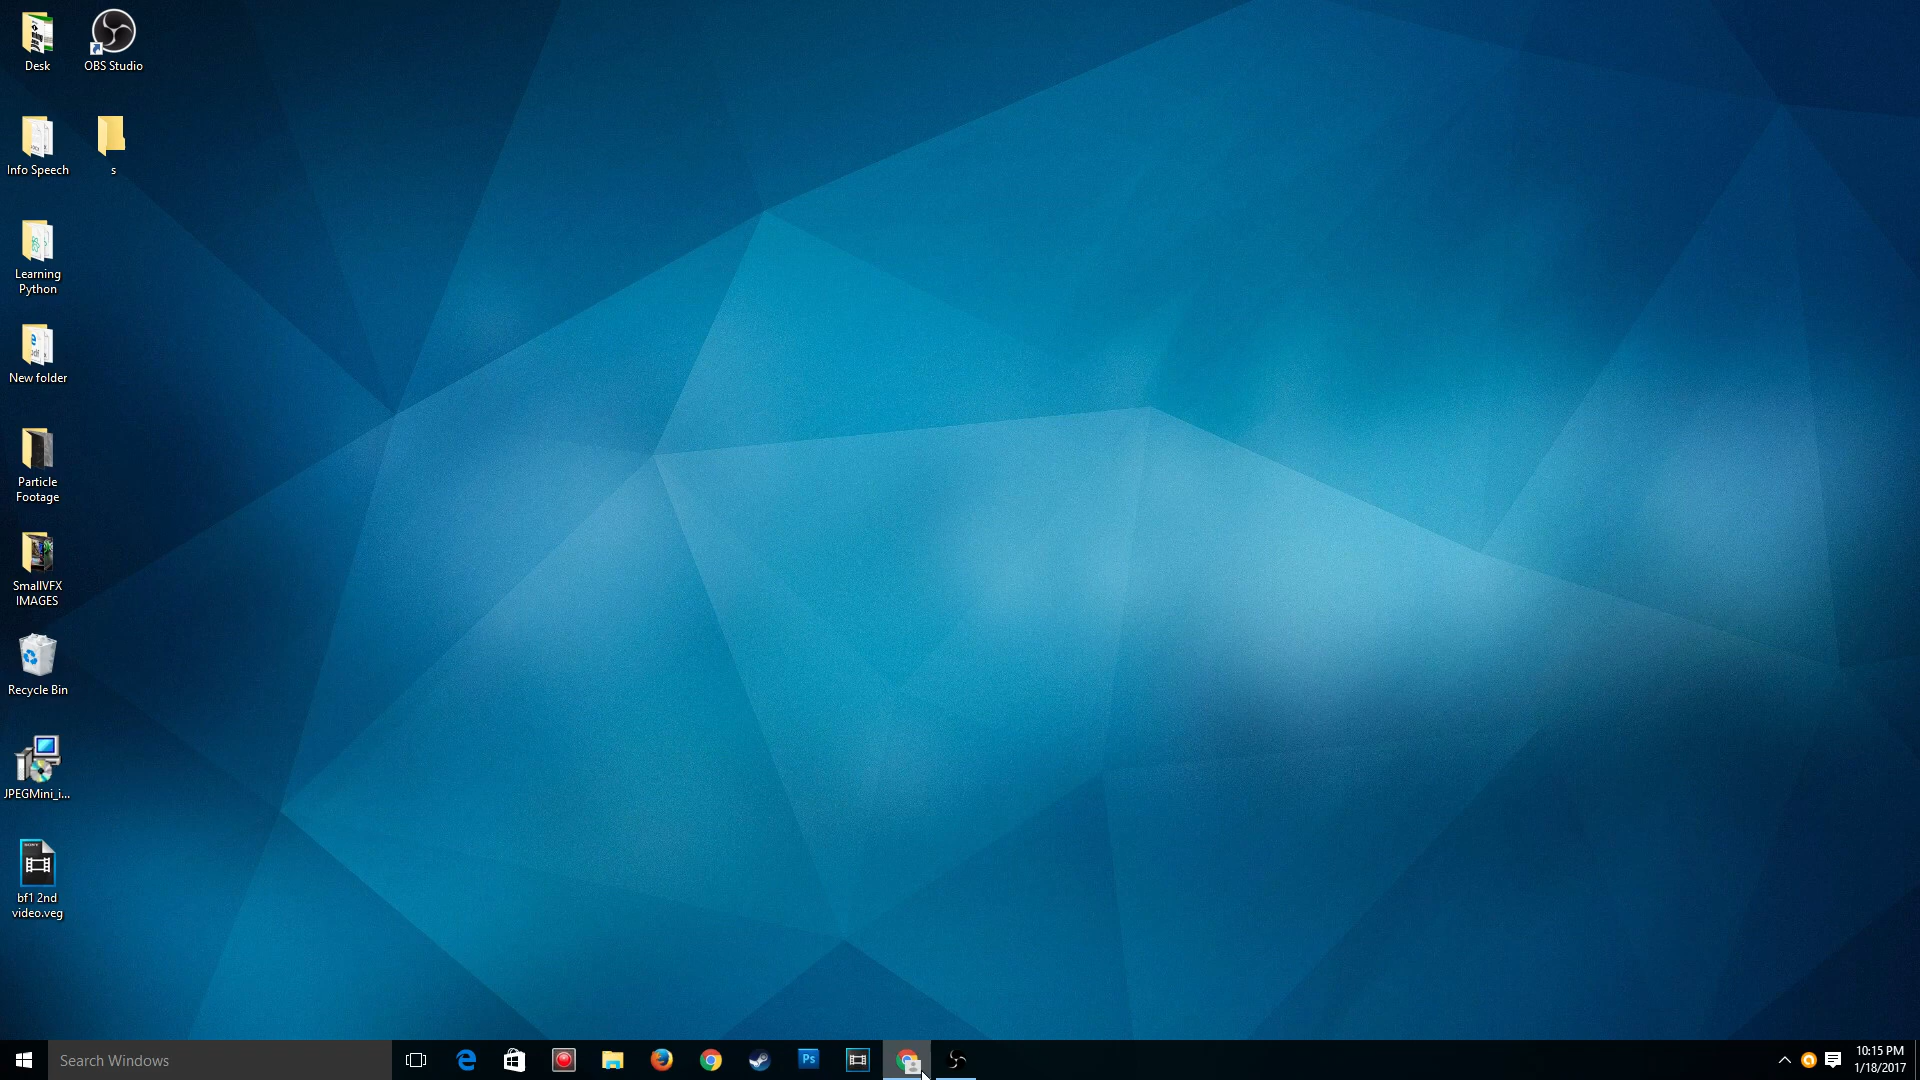 Desk
OBS Studio
Info Speech
s
Learning
Python
New folder
Particle
Footage
SmallVFX
IMAGES
Recycle Bin
JPEGMini_i...
SONY
bf1 2nd
video.veg
Search Windows
Ps
10:15 PM
1/18/2017